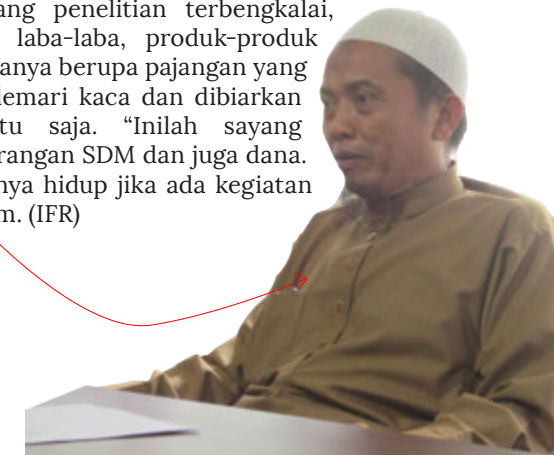 ang penelitian terbengkalai,
laba-laba, produk-produk
anya berupa pajangan yang
lemari kaca dan dibiarkan
tu saja. “Inilah sayang
rangan SDM dan juga dana.
nya hidup jika ada kegiatan
m. (IFR)